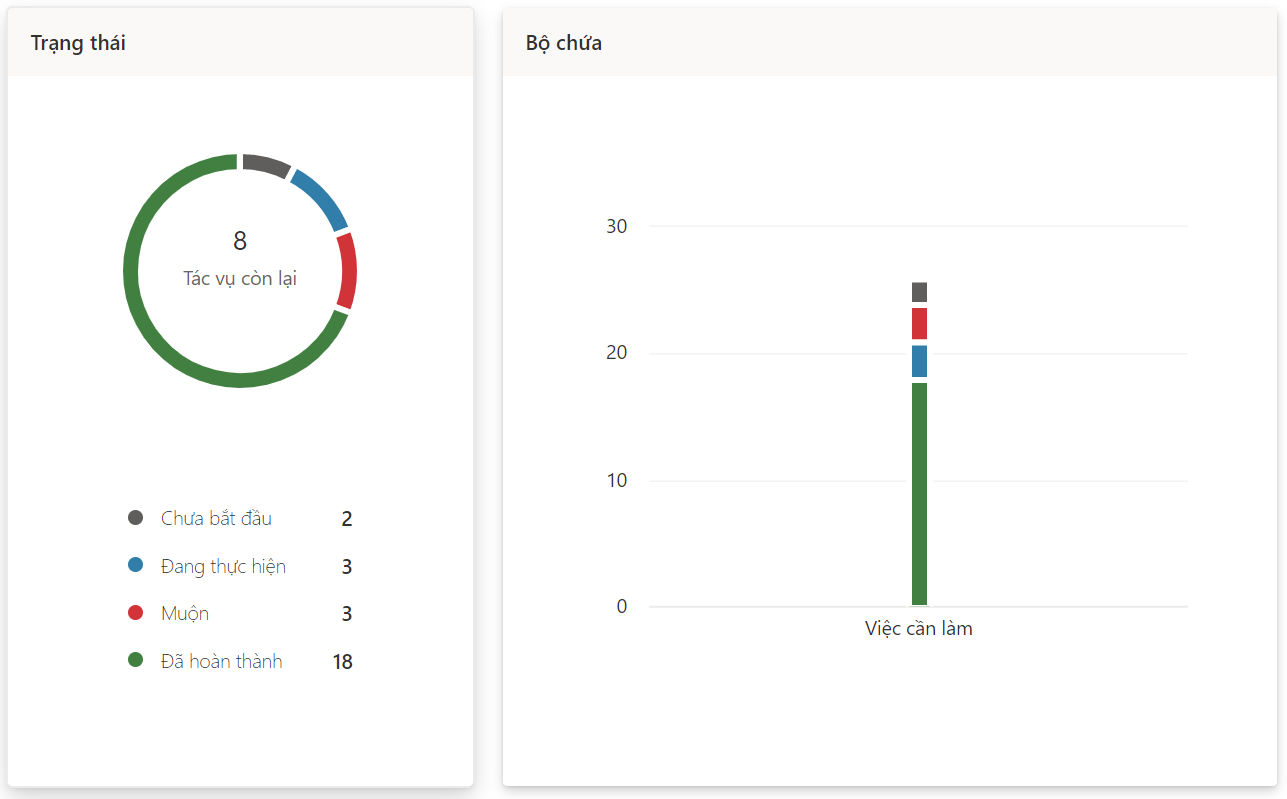 Trạng thái
8
Tác vụ còn lại
Chưa bắt đầu 2
Đang thực hiện 3
Muộn 3
Đã hoàn thành 18
Bộ chứa
30
20
10
0
Việc cần làm